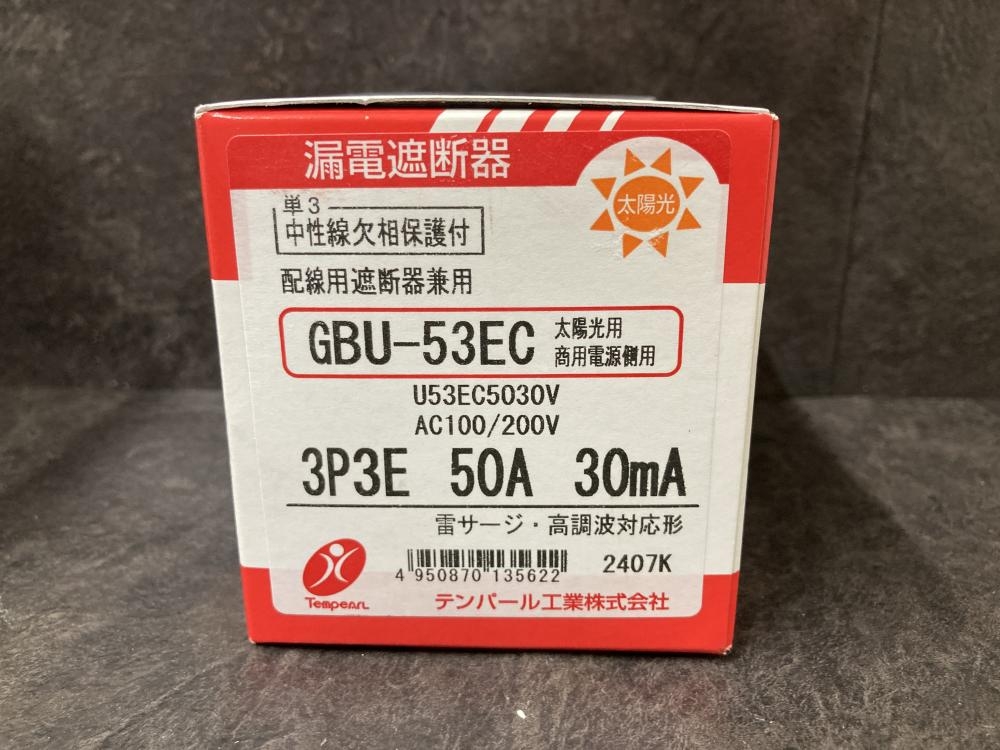 漏電遮断器
太陽光
単3
中性線欠相保護付
配線用遮断器兼用
GBU-53EC
太陽光用
商用電源側用
U53EC5030V
AC100/200V
3P3E 50A 30mA
雷サージ・高調波対応形
4 950870 135622
2407K
TEmpEARL
テンパール工業株式会社